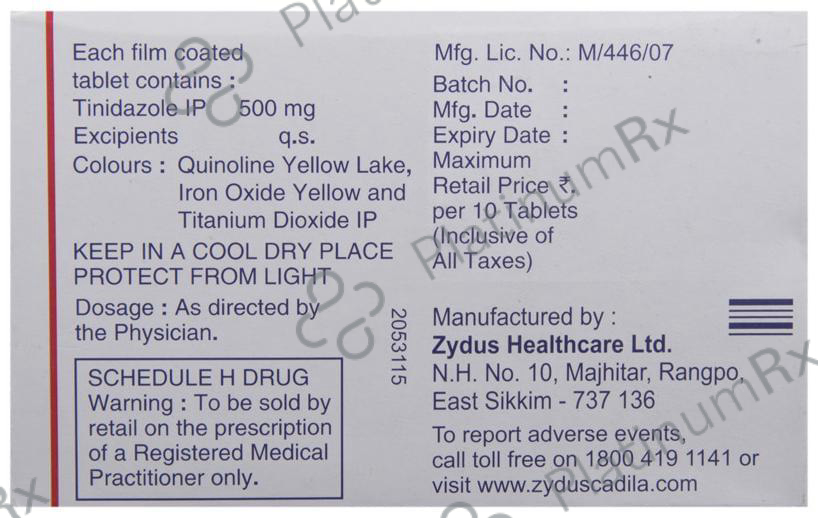 Each film coated
tablet contains :
Tinidazole IP 500 mg
Excipients q.s.
Colours : Quinoline Yellow Lake,
Iron Oxide Yellow and
Titanium Dioxide IP
KEEP IN A COOL DRY PLACE
PROTECT FROM LIGHT
Dosage : As directed by
the Physician.
SCHEDULE H DRUG
Warning : To be sold by
retail on the prescription
of a Registered Medical
Practitioner only.
2053115
Mfg. Lic. No.: M/446/07
Batch No. :
Mfg. Date :
Expiry Date :
Maximum
Retail Price ₹.
per 10 Tablets
(Inclusive of
All Taxes)
Manufactured by :
Zydus Healthcare Ltd.
N.H. No. 10, Majhitar, Rangpo,
East Sikkim - 737 136
To report adverse events,
call toll free on 1800 419 1141 or
visit www.zyduscadila.com
PlatinumRx
PlatinumRx